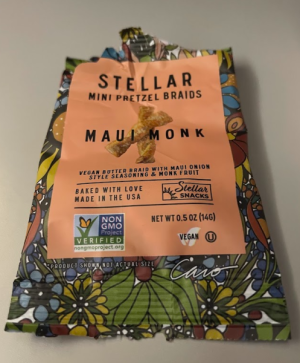 STELLAR
MINI PRETZEL BRAIDS
MAUI MONK
VEGAN BUTTER BRAID WITH MAUI ONION
STYLE SEASONING & MONK FRUIT
BAKED WITH LOVE
MADE IN THE USA
Stellar
SNACKS
NET WT 0.5 OZ (14G)
NON
GMO
Project
VERIFIED
nongmoproject.org
VEGAN U
PRODUCT SHOWN NOT ACTUAL SIZE
Caro